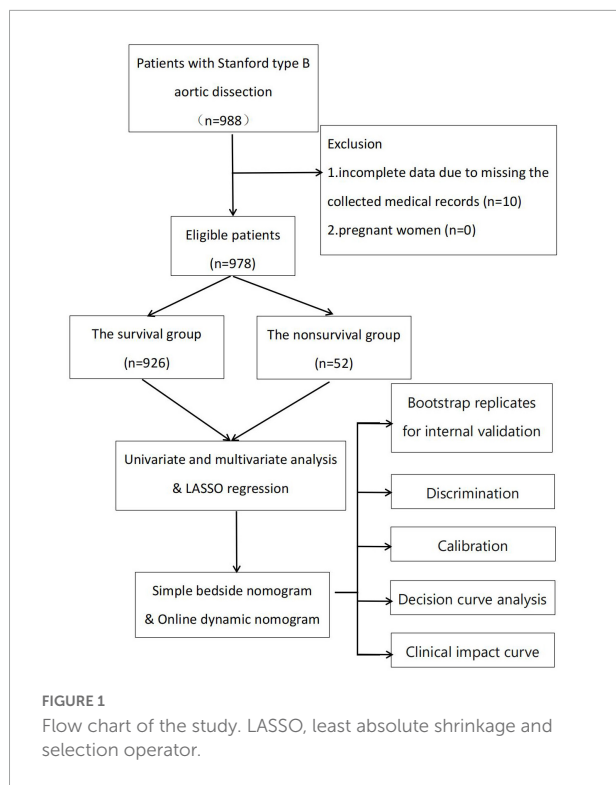 Patients with Stanford type B
aortic dissection
（n=988）
Exclusion
1.incomplete data due to missing the
collected medical records (n=10)
2.pregnant women (n=0)
Eligible patients
(n=978)
The survival group
(n=926)
The nonsurvival group
(n=52)
Univariate and multivariate analysis
& LASSO regression
Simple bedside nomogram
& Online dynamic nomogram
Bootstrap replicates
for internal validation
Discrimination
Calibration
Decision curve analysis
Clinical impact curve
FIGURE 1
Flow chart of the study. LASSO, least absolute shrinkage and
selection operator.